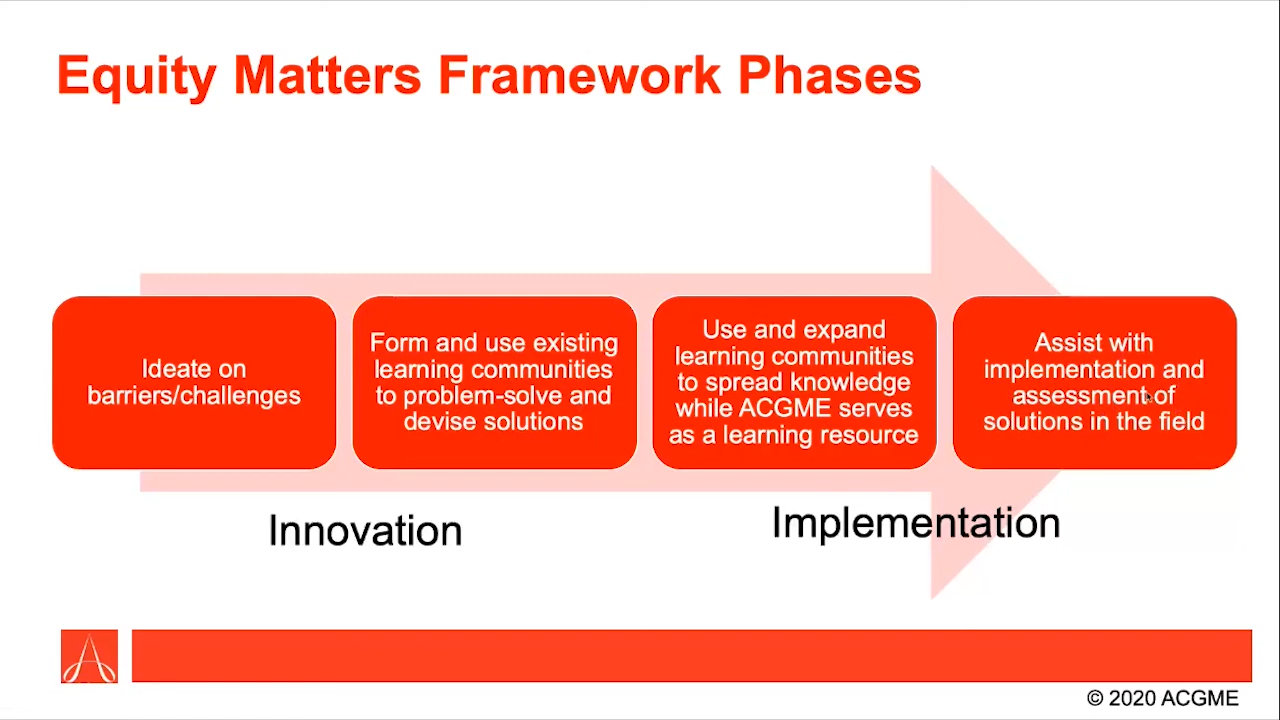 Equity Matters Framework Phases
Ideate on
barriers/challenges
Form and use existing
learning communities
to problem-solve and
devise solutions
Use and expand
learning communities
to spread knowledge
while ACGME serves
as a learning resource
Assist with
implementation and
assessment of
solutions in the field
Innovation
Implementation
© 2020 ACGME